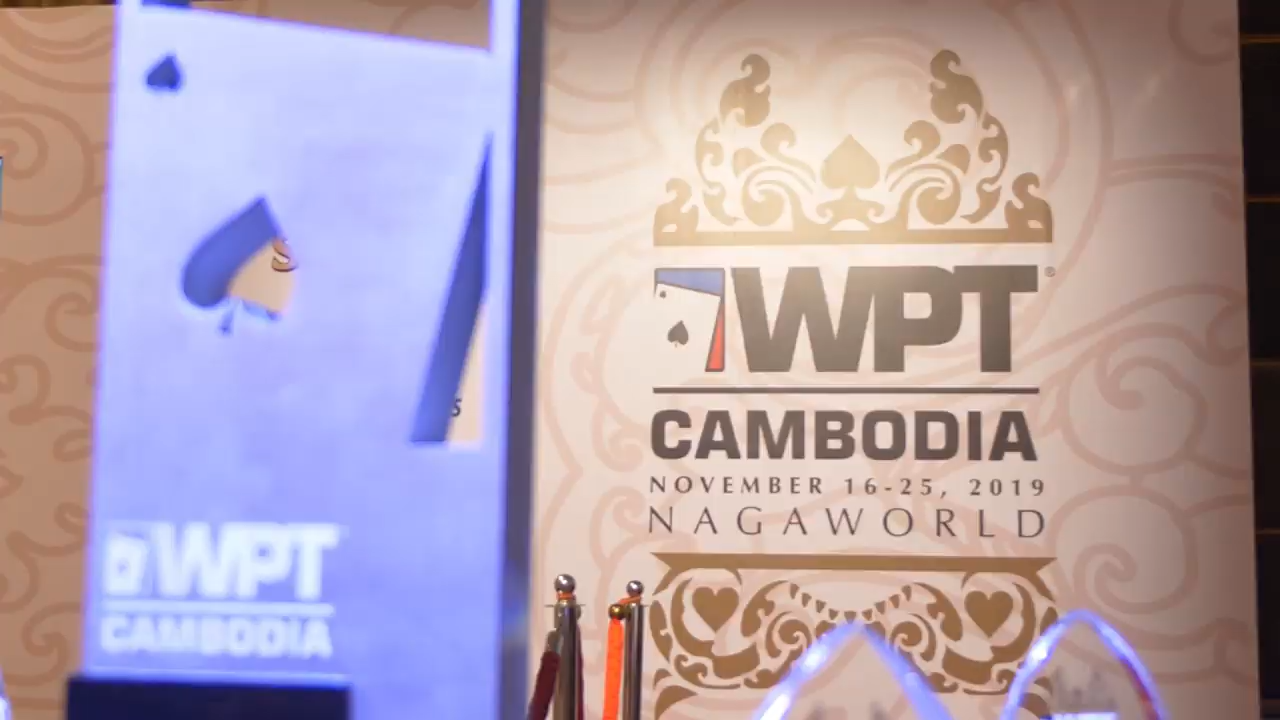 WPT
CAMBODIA
WPT®
CAMBODIA
NOVEMBER 16-25, 2019
NAGAWORLD